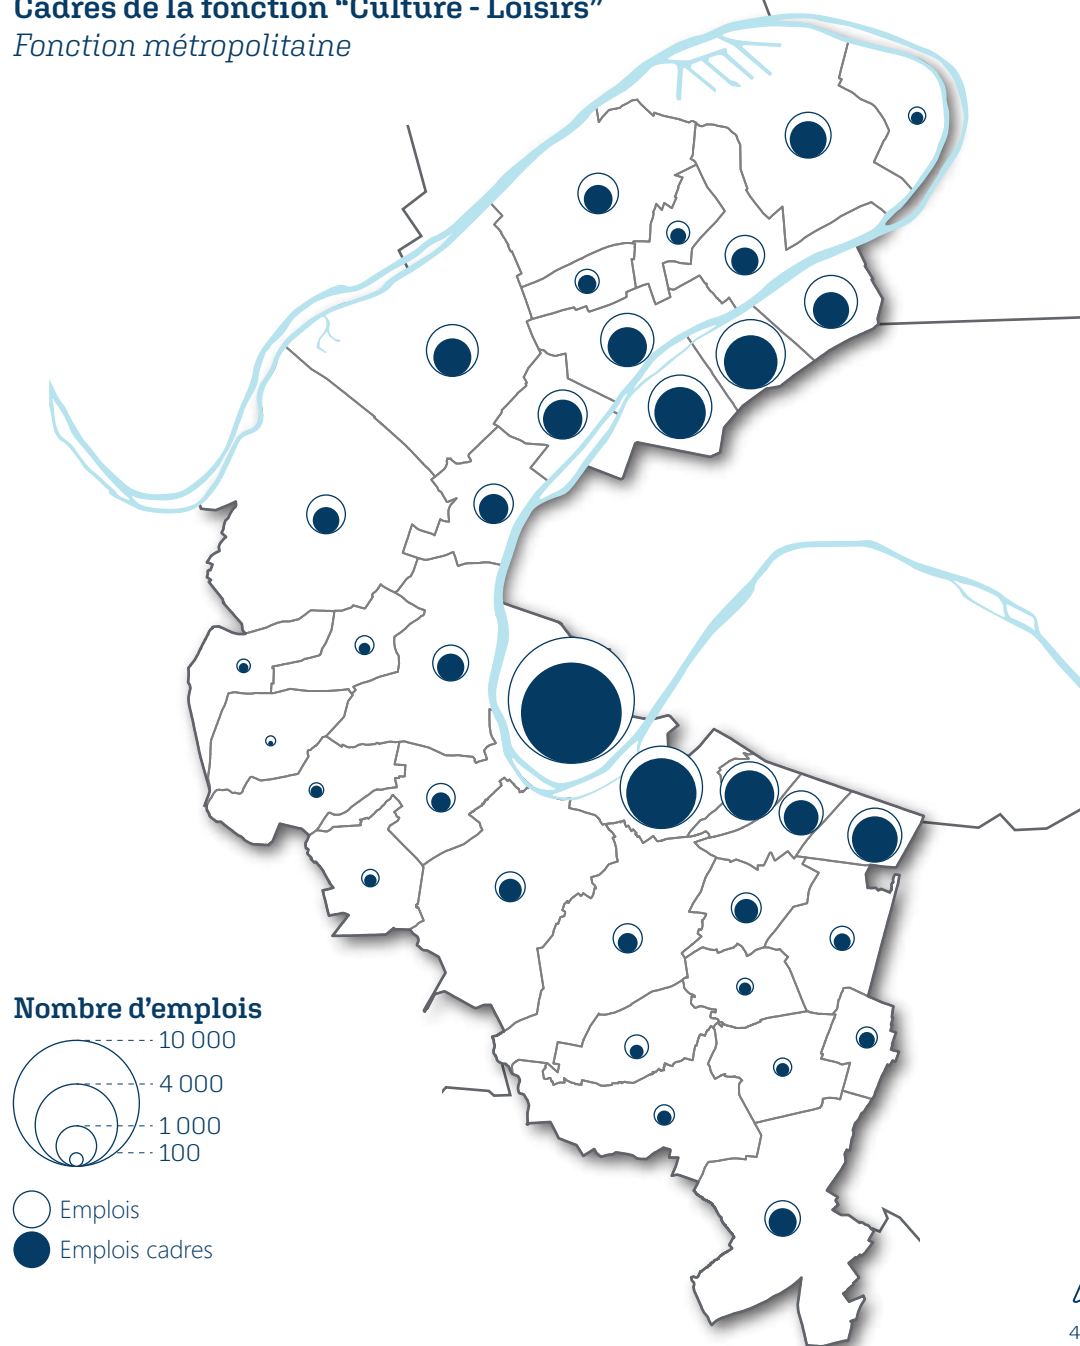 Cadres de la fonction “Culture - Loisirs”
Fonction métropolitaine
Nombre d’emplois
10 000
4 000
1 000
100
Emplois
Emplois cadres
4